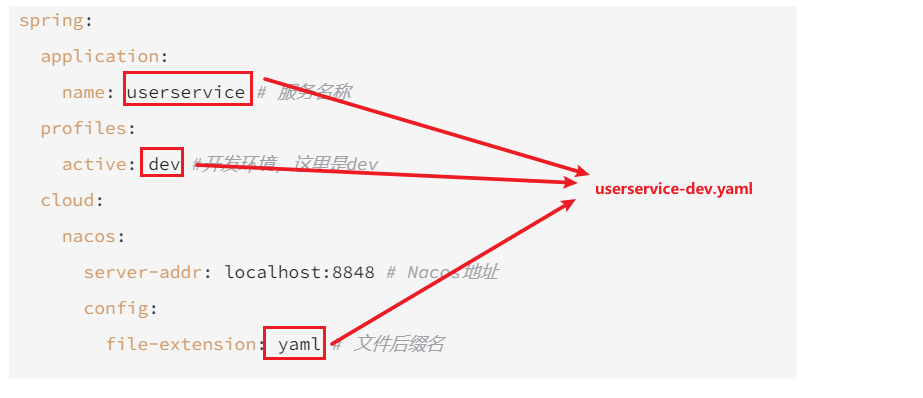 spring:
  application:
    name: userservice # 服务名称
  profiles:
    active: dev #开发环境，这里是dev
userservice-dev.yaml
  cloud:
    nacos:
      server-addr: localhost:8848 # Nacos地址
      config:
        file-extension: yaml # 文件后缀名